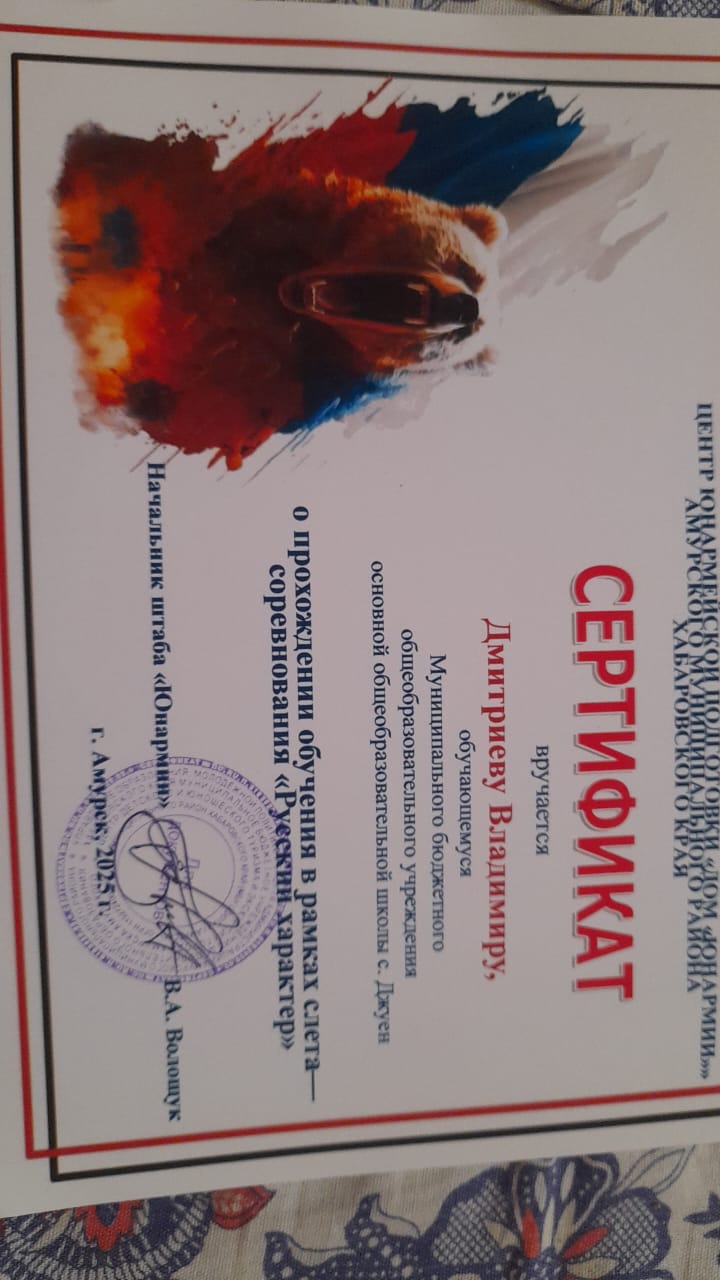 ЦЕНТР ЮНАРМЕЙСКОЙ ПОДГОТОВКИ «ДОМ «ЮНАРМИИ»»
АМУРСКОГО МУНИЦИПАЛЬНОГО РАЙОНА
ХАБАРОВСКОГО КРАЯ
СЕРТИФИКАТ
вручается
Дмитриеву Владимиру,
обучающемуся
Муниципального бюджетного
общеобразовательного учреждения
основной общеобразовательной школы с. Джуен
о прохождении обучения в рамках слета—
соревнования «Русский характер»
Начальник штаба «Юнармии» В.А. Волощук
г. Амурск, 2025 г.